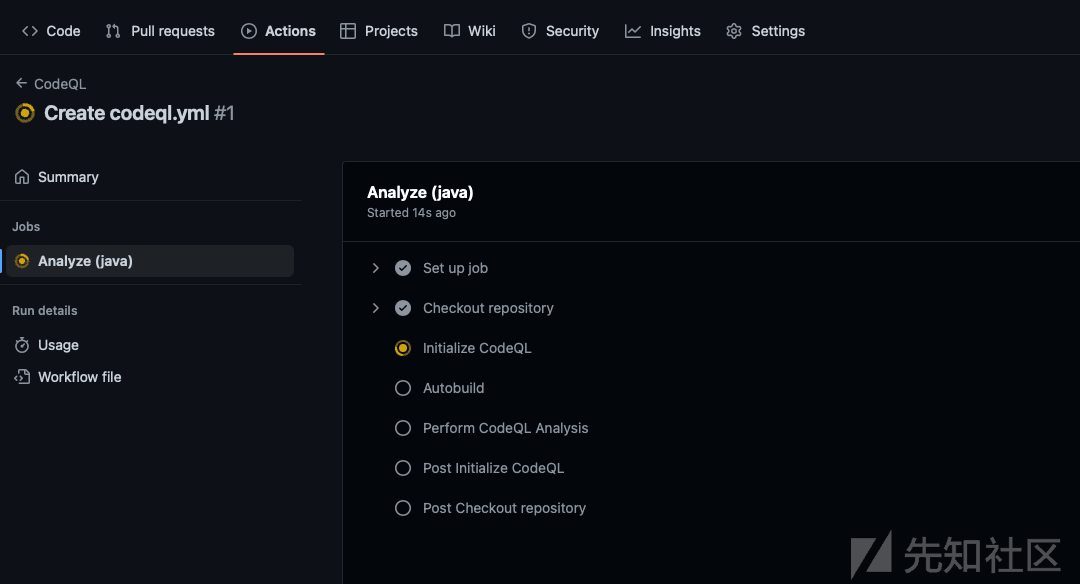 Code Pull requests Actions Projects Wiki Security Insights Settings
CodeQL
Create codeql.yml #1
Summary
Jobs
Analyze (java)
Run details
Usage
Workflow file
Analyze (java)
Started 14s ago
Set up job
Checkout repository
Initialize CodeQL
Autobuild
Perform CodeQL Analysis
Post Initialize CodeQL
Post Checkout repository
先知社区